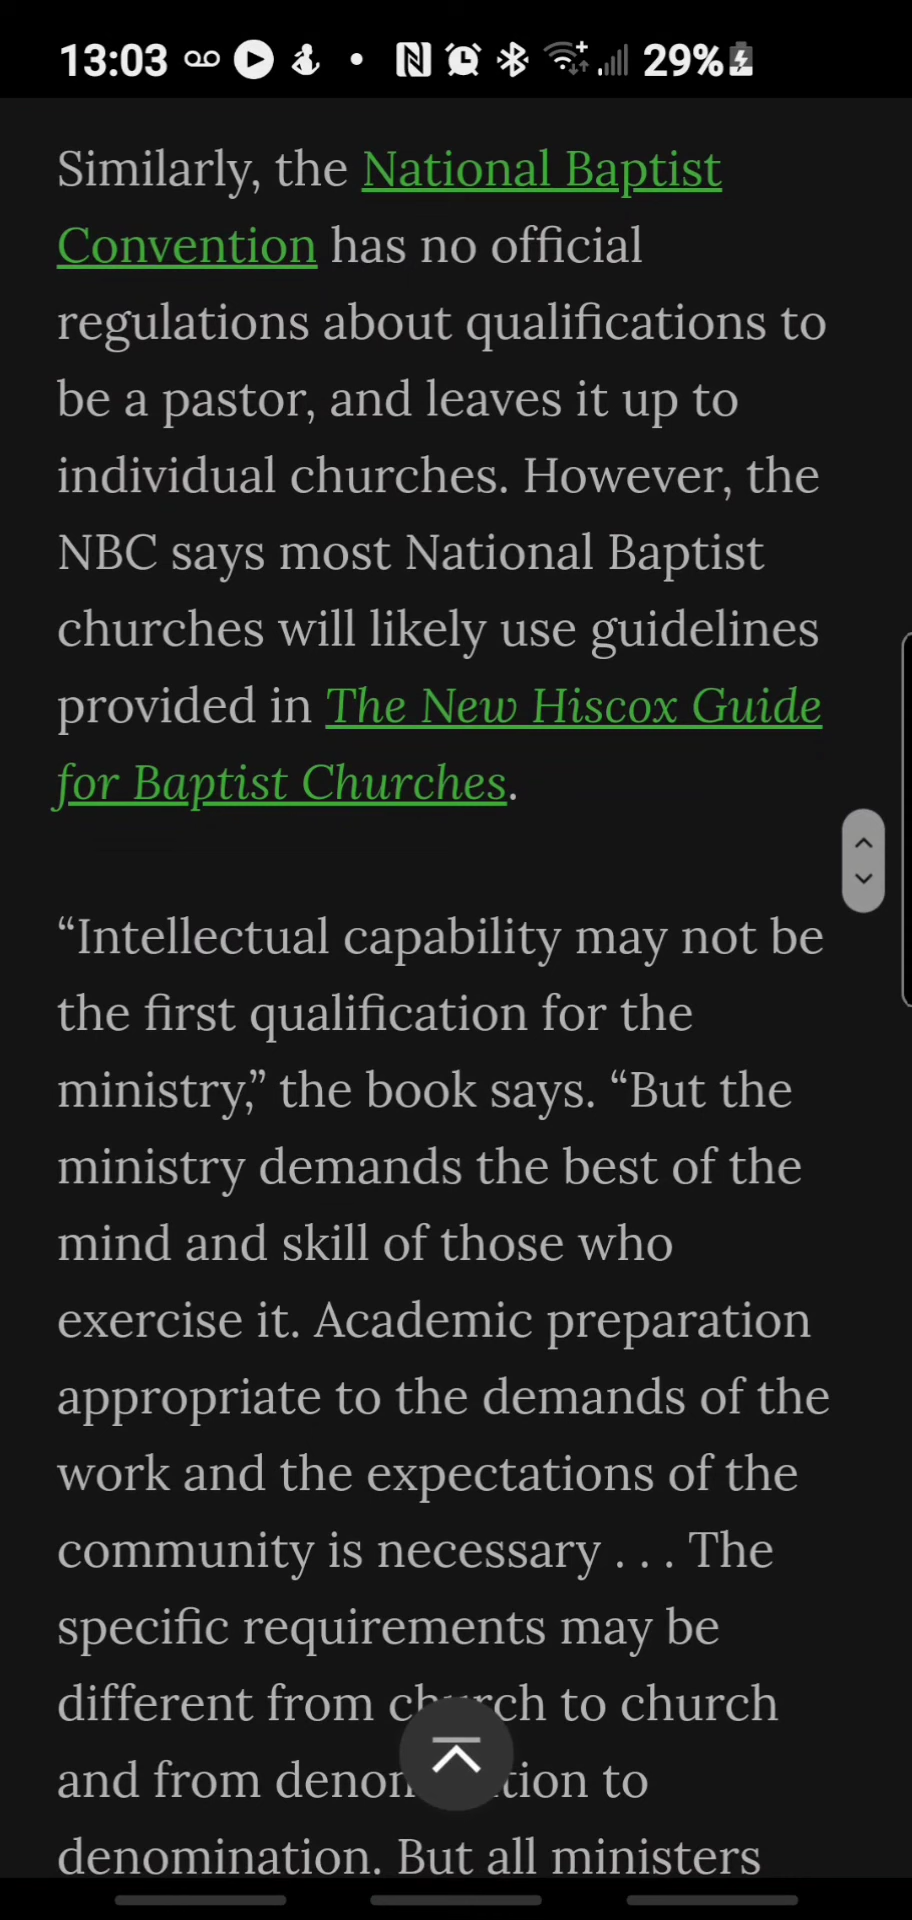 13:03 29%
Similarly, the National Baptist
Convention has no official
regulations about qualifications to
be a pastor, and leaves it up to
individual churches. However, the
NBC says most National Baptist
churches will likely use guidelines
provided in The New Hiscox Guide
for Baptist Churches.
“Intellectual capability may not be
the first qualification for the
ministry,” the book says. “But the
ministry demands the best of the
mind and skill of those who
exercise it. Academic preparation
appropriate to the demands of the
work and the expectations of the
community is necessary . . . The
specific requirements may be
different from church to church
and from denomination to
denomination. But all ministers